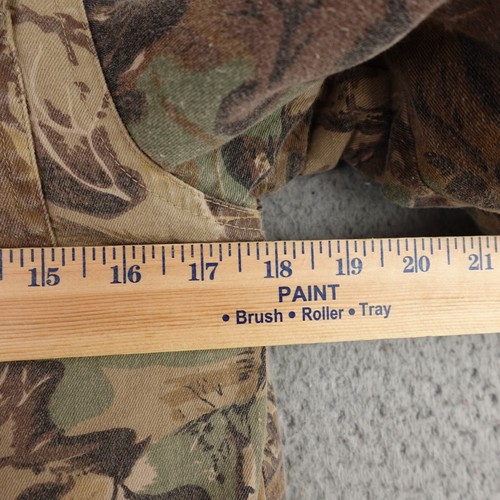 15 16 17 18 19 20 21
PAINT
• Brush • Roller • Tray